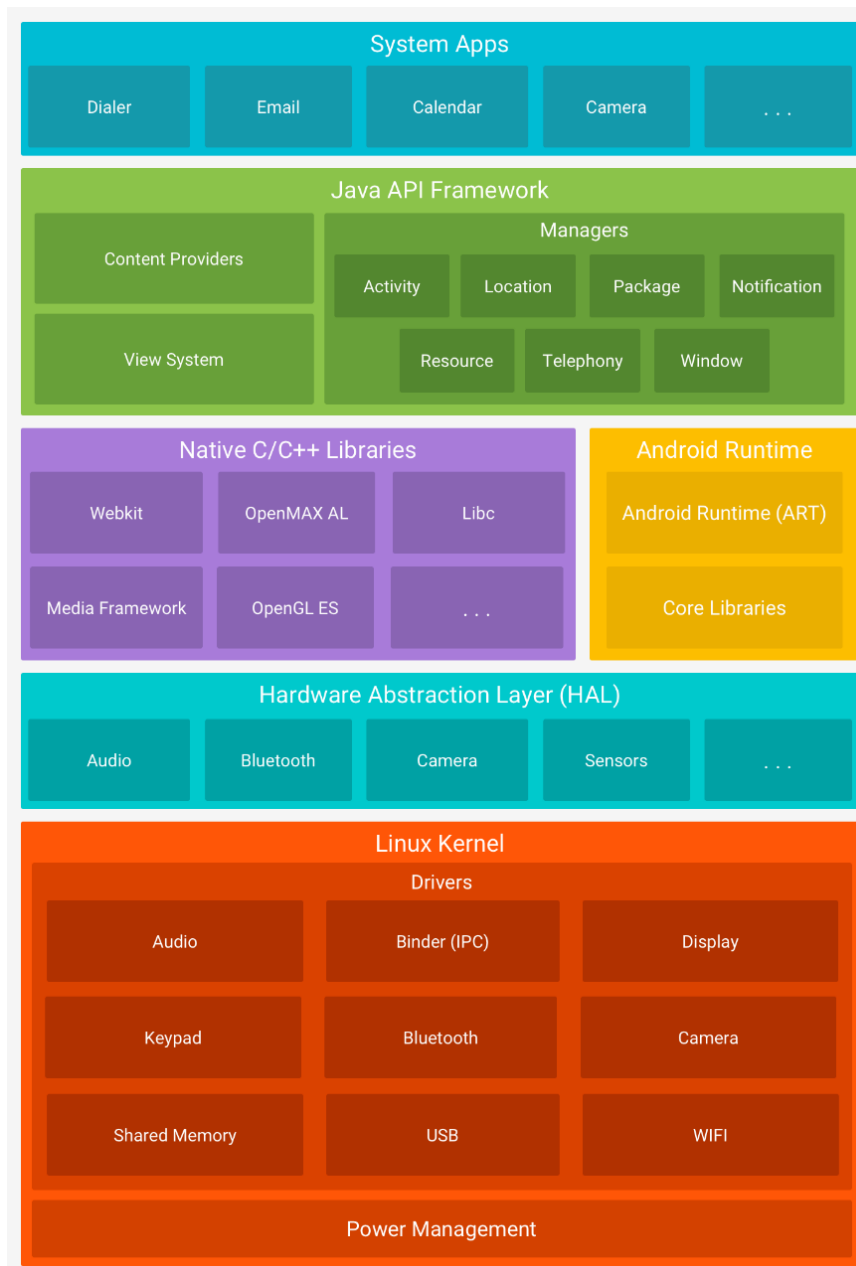 System Apps
Dialer
Email
Calendar
Camera
. . .
Java API Framework
Content Providers
View System
Managers
Activity
Location
Package
Notification
Resource
Telephony
Window
Native C/C++ Libraries
Webkit
OpenMAX AL
Libc
Media Framework
OpenGL ES
. . .
Android Runtime
Android Runtime (ART)
Core Libraries
Hardware Abstraction Layer (HAL)
Audio
Bluetooth
Camera
Sensors
. . .
Linux Kernel
Drivers
Audio
Binder (IPC)
Display
Keypad
Bluetooth
Camera
Shared Memory
USB
WIFI
Power Management